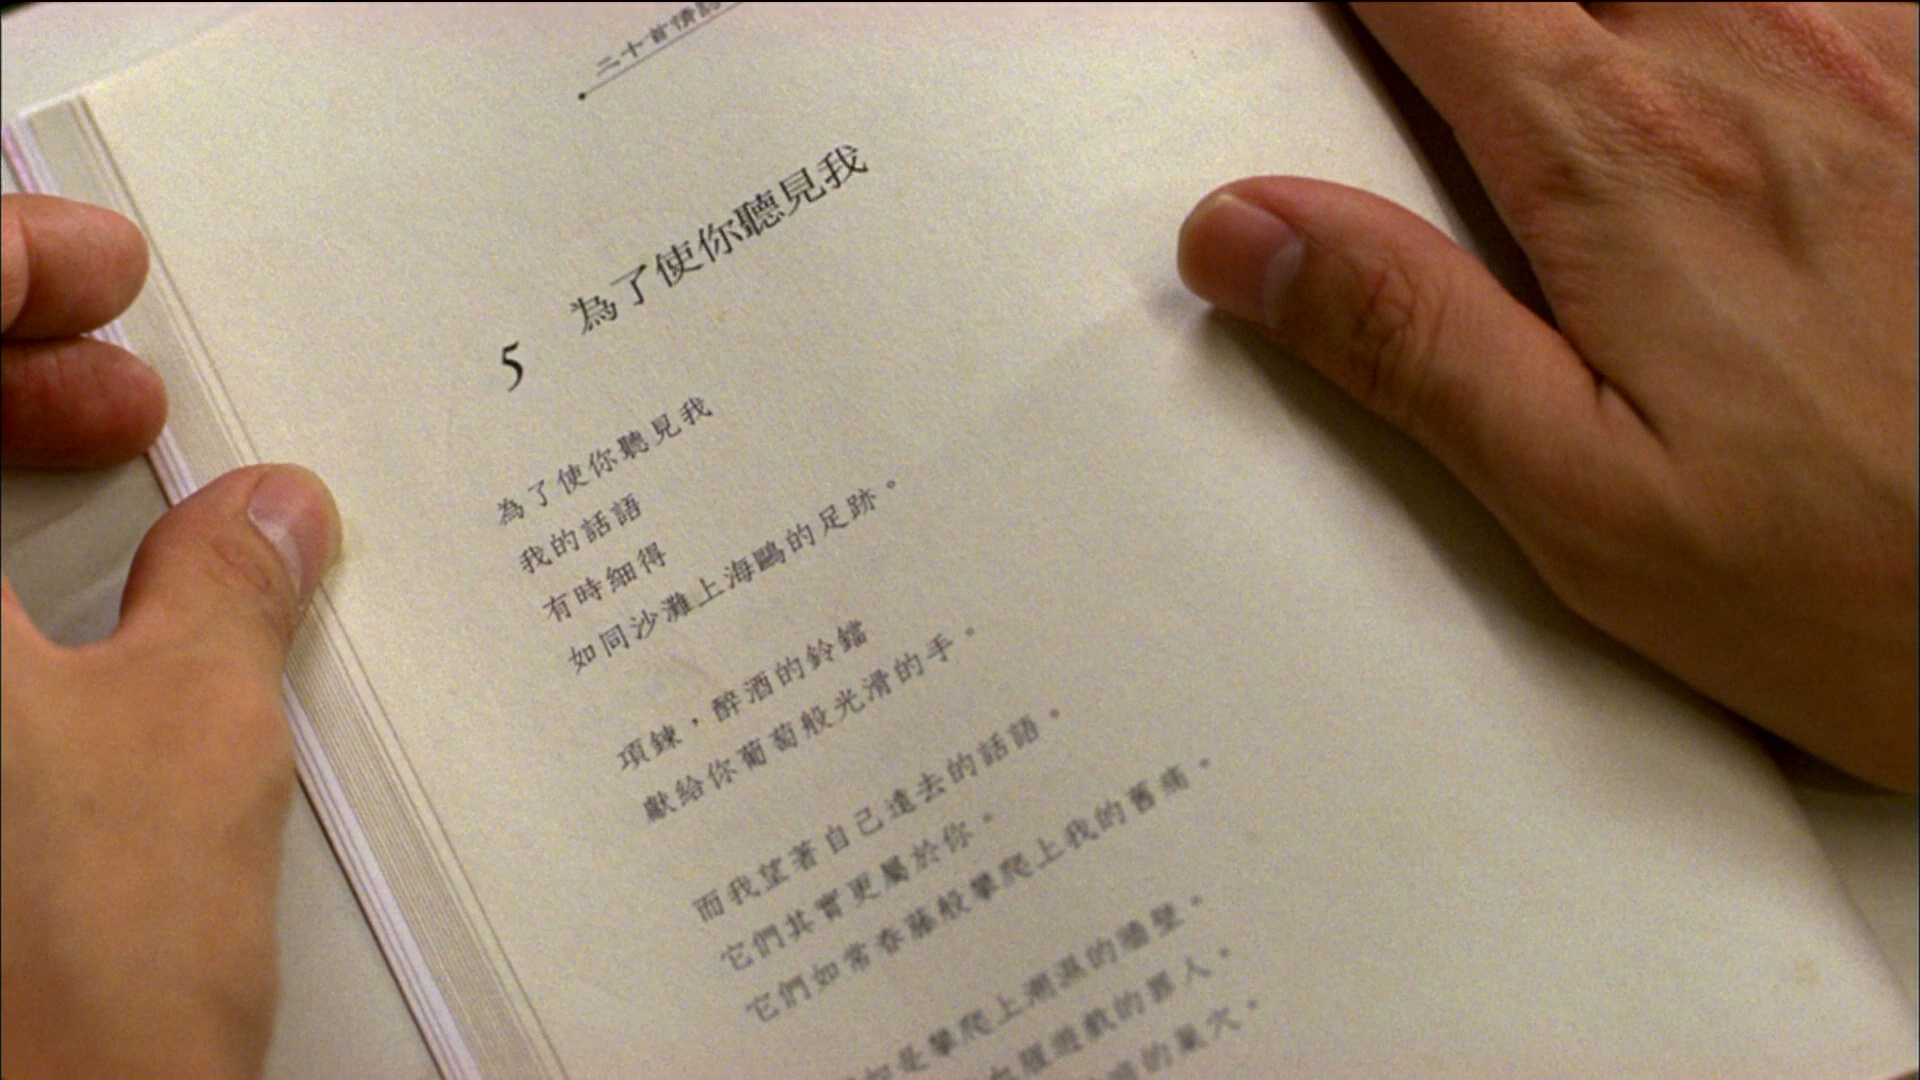 二十首情詩
為了使你聽見我
5
為了使你聽見我
我的話語
有時細得
如同沙灘上海鷗的足跡。
項鍊，醉酒的鈴鐺
獻給你葡萄般光滑的手。
而我望著自己遠去的話語。
它們其實更屬於你。
它們如常春藤般攀爬上我的舊痛。
是攀爬上潮濕的牆壁。
血腥遊戲的罪人。
的巢穴。